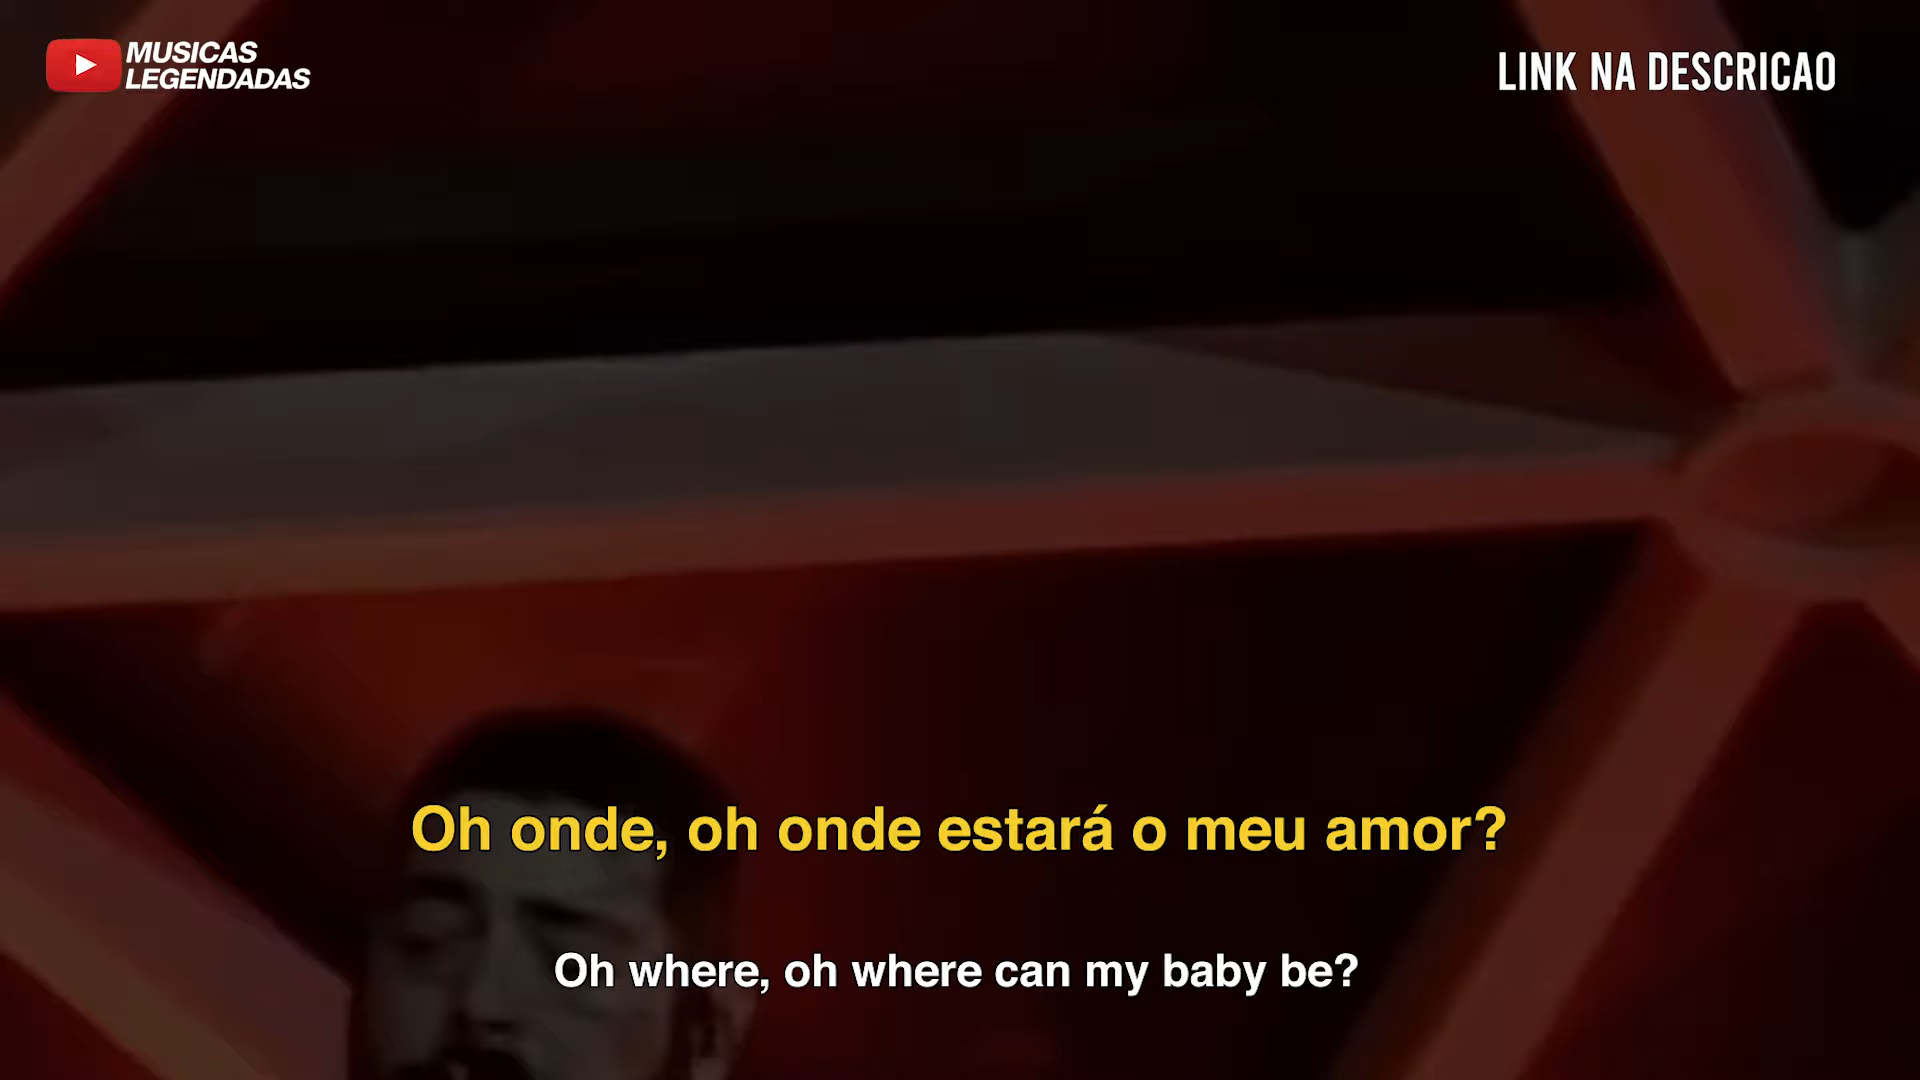 MUSICAS
LEGENDADAS
LINK NA DESCRICAO
Oh onde, oh onde estará o meu amor?
Oh where, oh where can my baby be?